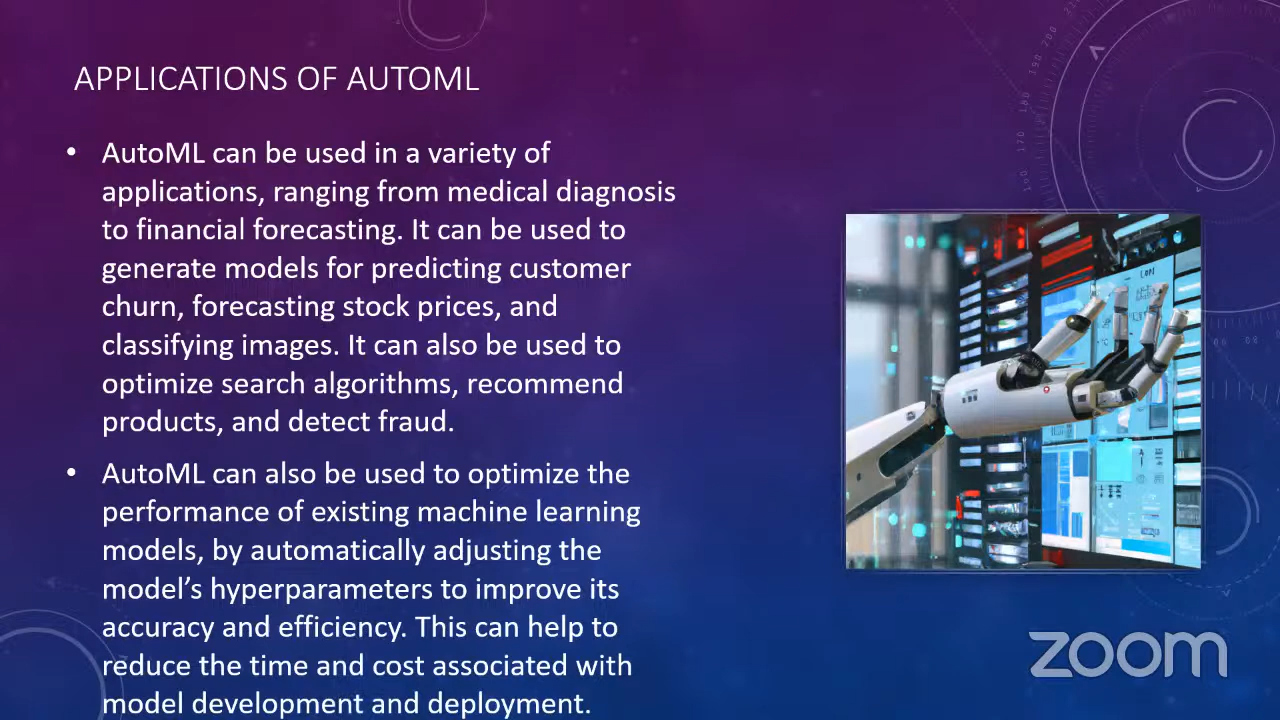 APPLICATIONS OF AUTOML
• AutoML can be used in a variety of
applications, ranging from medical diagnosis
to financial forecasting. It can be used to
generate models for predicting customer
churn, forecasting stock prices, and
classifying images. It can also be used to
optimize search algorithms, recommend
products, and detect fraud.
• AutoML can also be used to optimize the
performance of existing machine learning
models, by automatically adjusting the
model's hyperparameters to improve its
accuracy and efficiency. This can help to
reduce the time and cost associated with
model development and deployment.
zoom